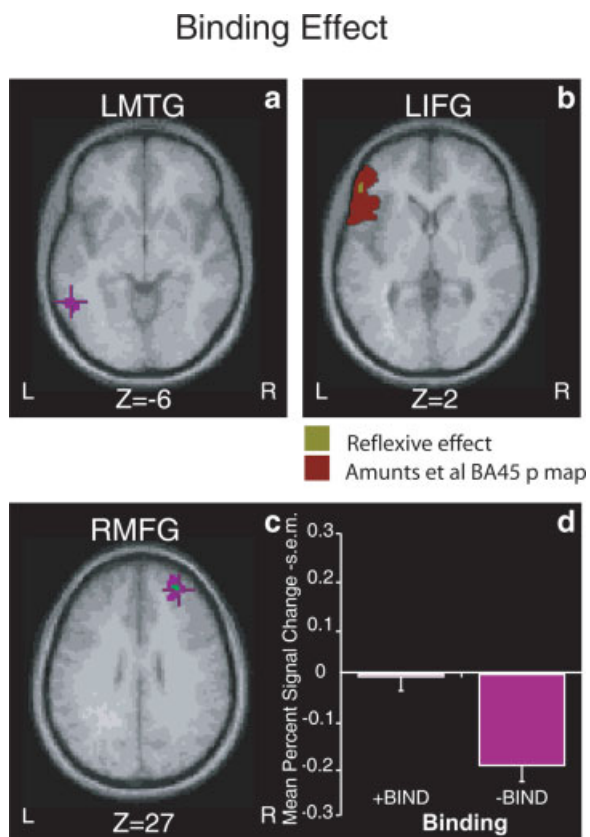 Binding Effect
a
LMTG
L
R
Z=-6
b
LIFG
L
R
Z=2
Reflexive effect
Amunts et al BA45 p map
c
RMFG
L
R
Z=27
d
Mean Percent Signal Change -s.e.m.
0.3
0.2
0.1
0
-0.1
-0.2
-0.3
+BIND
-BIND
Binding